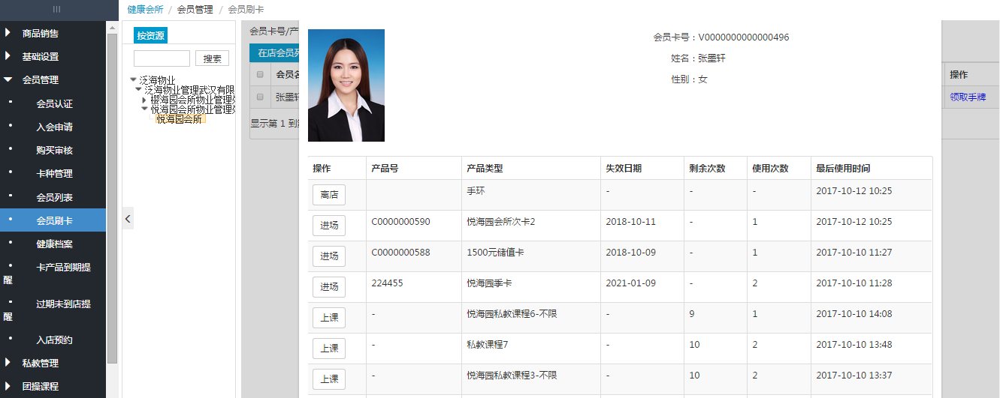 健康会所 / 会员管理 / 会员刷卡
商品销售
基础设置
会员管理
会员认证
入会申请
购买审核
卡种管理
会员列表
会员刷卡
健康档案
卡产品到期提
醒
过期未到店提
醒
入店预约
私教管理
团操课程
按资源
搜索
泛海物业
泛海物业管理武汉有限
樱海园会所物业管理
悦海园会所物业管理
悦海园会所
会员卡号/产
在店会员列
会员名
张墨轩
显示第 1 到
操作
领取手牌
会员卡号：V0000000000000496
姓名：张墨轩
性别：女
操作 产品号 产品类型 失效日期 剩余次数 使用次数 最后使用时间
离店 手环 - - - 2017-10-12 10:25
进场 C0000000590 悦海园会所次卡2 2018-10-11 - 1 2017-10-12 10:25
进场 C0000000588 1500元储值卡 2018-10-09 - 1 2017-10-10 11:27
进场 224455 悦海园季卡 2021-01-09 - 2 2017-10-10 11:28
上课 - 悦海园私教课程6-不限 - 9 1 2017-10-10 14:08
上课 - 私教课程7 - 10 2 2017-10-10 13:48
上课 - 悦海园私教课程3-不限 - 10 2 2017-10-10 13:37